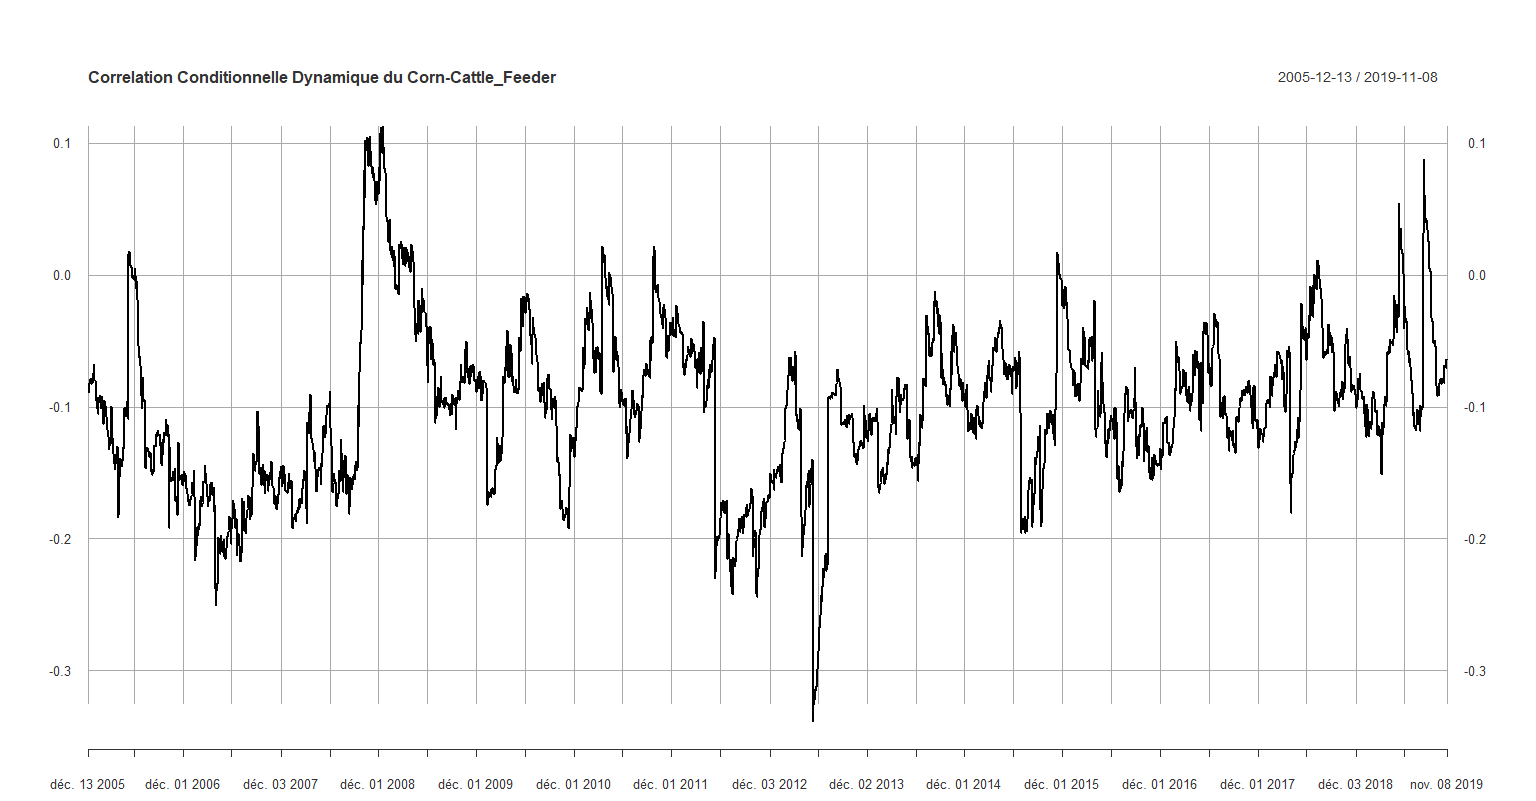 Correlation Conditionnelle Dynamique du Corn-Cattle_Feeder 2005-12-13 / 2019-11-08
0.1 0.1
0.0 0.0
-0.1 -0.1
-0.2 -0.2
-0.3 -0.3
déc. 13 2005 déc. 01 2006 déc. 03 2007 déc. 01 2008 déc. 01 2009 déc. 01 2010 déc. 01 2011 déc. 03 2012 déc. 02 2013 déc. 01 2014 déc. 01 2015 déc. 01 2016 déc. 01 2017 déc. 03 2018 nov. 08 2019